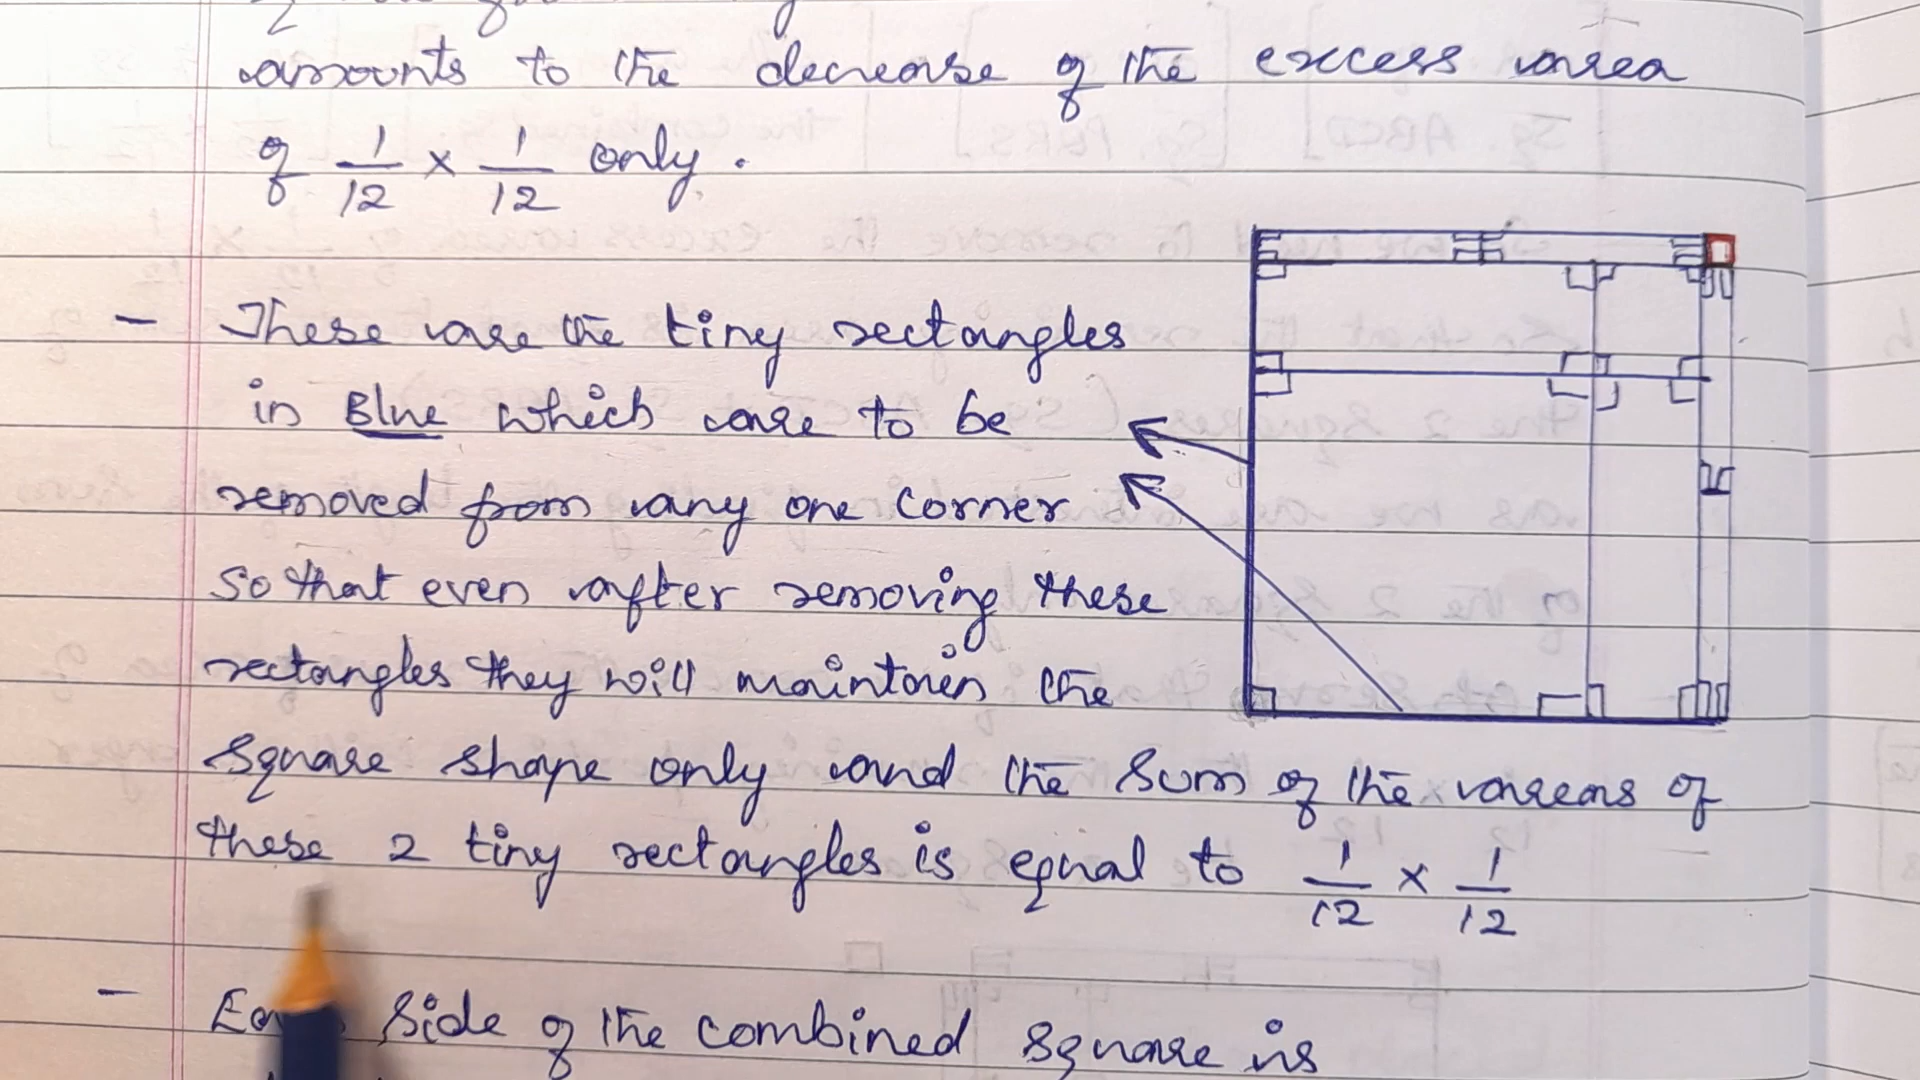 amounts to the decrease of the excess area
of 1/12 × 1/12 only.
- These are the tiny rectangles
in Blue which are to be
removed from any one corner
so that even after removing these
rectangles they will maintain the
square shape only and the sum of the areas of
these 2 tiny rectangles is equal to 1/12 × 1/12
- side of the combined square is